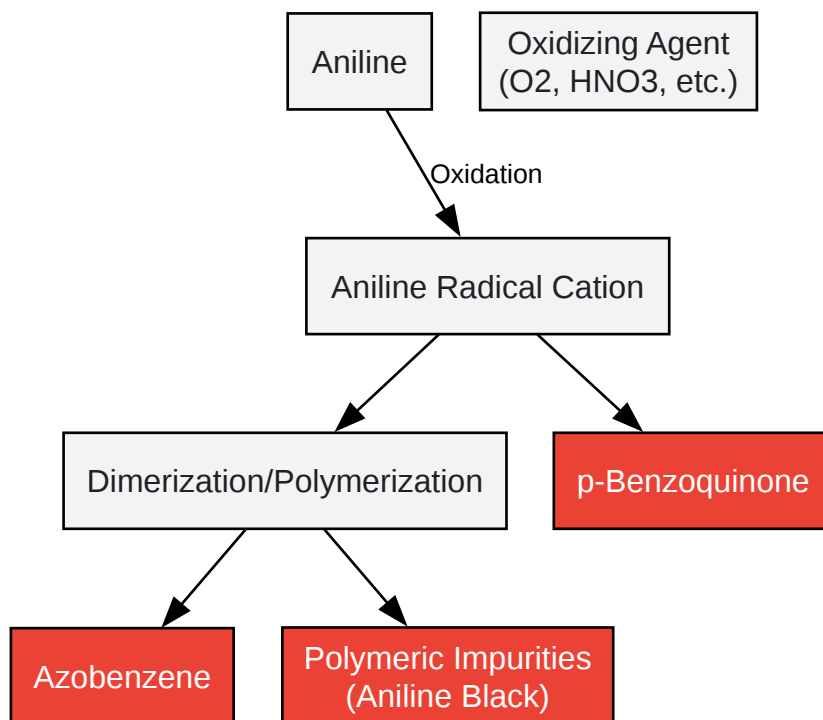 Aniline
Oxidizing Agent
(O2, HNO3, etc.)
Oxidation
Aniline Radical Cation
Dimerization/Polymerization
p-Benzoquinone
Azobenzene
Polymeric Impurities
(Aniline Black)